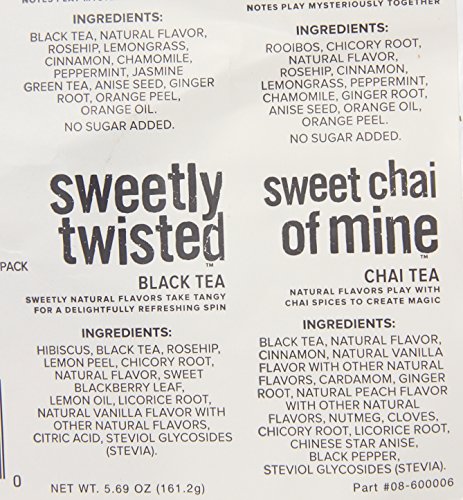 NOTES PLAY MYSTERIOUSLY TOGETHER
INGREDIENTS:
BLACK TEA, NATURAL FLAVOR,
ROSEHIP, LEMONGRASS,
CINNAMON, CHAMOMILE,
PEPPERMINT, JASMINE
GREEN TEA, ANISE SEED, GINGER
ROOT, ORANGE PEEL,
ORANGE OIL.
NO SUGAR ADDED.
INGREDIENTS:
ROOIBOS, CHICORY ROOT,
NATURAL FLAVOR,
ROSEHIP, CINNAMON,
LEMONGRASS, PEPPERMINT,
CHAMOMILE, GINGER ROOT,
ANISE SEED, ORANGE OIL,
ORANGE PEEL.
NO SUGAR ADDED.
sweetly
twisted™
BLACK TEA
SWEETLY NATURAL FLAVORS TAKE TANGY
FOR A DELIGHTFULLY REFRESHING SPIN
INGREDIENTS:
HIBISCUS, BLACK TEA, ROSEHIP,
LEMON PEEL, CHICORY ROOT,
NATURAL FLAVOR, SWEET
BLACKBERRY LEAF,
LEMON OIL, LICORICE ROOT,
NATURAL VANILLA FLAVOR WITH
OTHER NATURAL FLAVORS,
CITRIC ACID, STEVIOL GLYCOSIDES
(STEVIA).
sweet chai
of mine™
CHAI TEA
NATURAL FLAVORS PLAY WITH
CHAI SPICES TO CREATE MAGIC
INGREDIENTS:
BLACK TEA, NATURAL FLAVOR,
CINNAMON, NATURAL VANILLA
FLAVOR WITH OTHER NATURAL
FLAVORS, CARDAMOM, GINGER
ROOT, NATURAL PEACH FLAVOR
WITH OTHER NATURAL
FLAVORS, NUTMEG, CLOVES,
CHICORY ROOT, LICORICE ROOT,
CHINESE STAR ANISE,
BLACK PEPPER,
STEVIOL GLYCOSIDES (STEVIA).
PACK
0
NET WT. 5.69 OZ (161.2g)
Part #08-600006